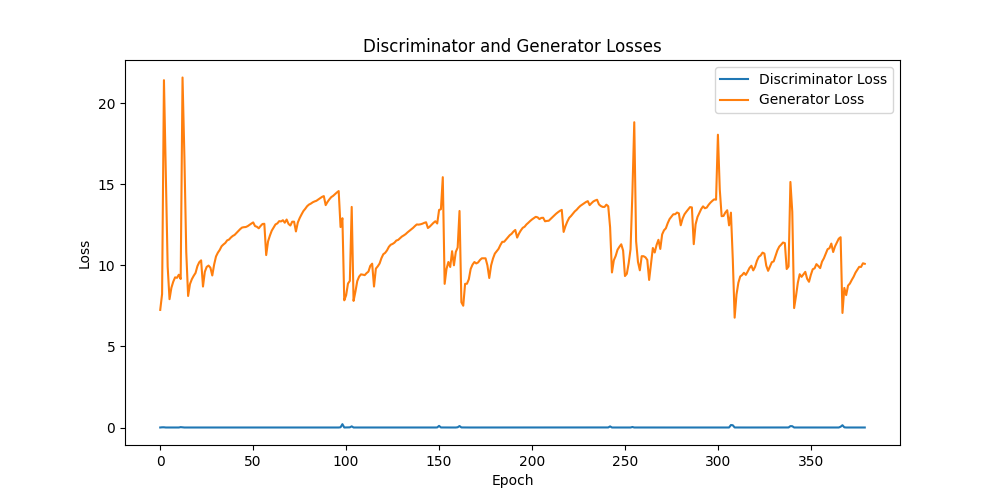 Discriminator and Generator Losses
Discriminator Loss
Generator Loss
20
15
10
5
0
Loss
0 50 100 150 200 250 300 350
Epoch